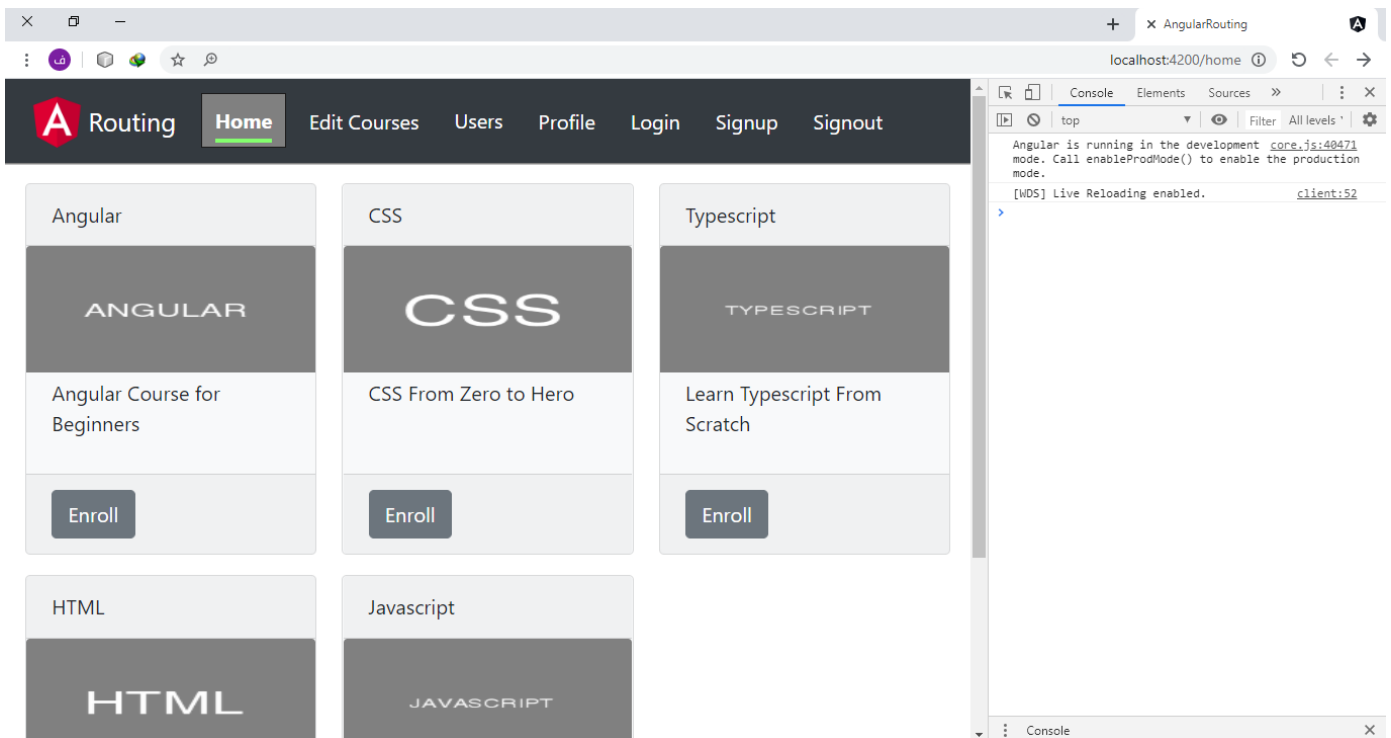 AngularRouting
localhost:4200/home
ف
Routing
Home
Edit Courses
Users
Profile
Login
Signup
Signout
Angular
ANGULAR
Angular Course for
Beginners
Enroll
CSS
CSS
CSS From Zero to Hero
Enroll
Typescript
TYPESCRIPT
Learn Typescript From
Scratch
Enroll
HTML
HTML
Javascript
JAVASCRIPT
Console Elements Sources
top Filter All levels
Angular is running in the development core.js:40471
mode. Call enableProdMode() to enable the production
mode.
[WDS] Live Reloading enabled. client:52
Console